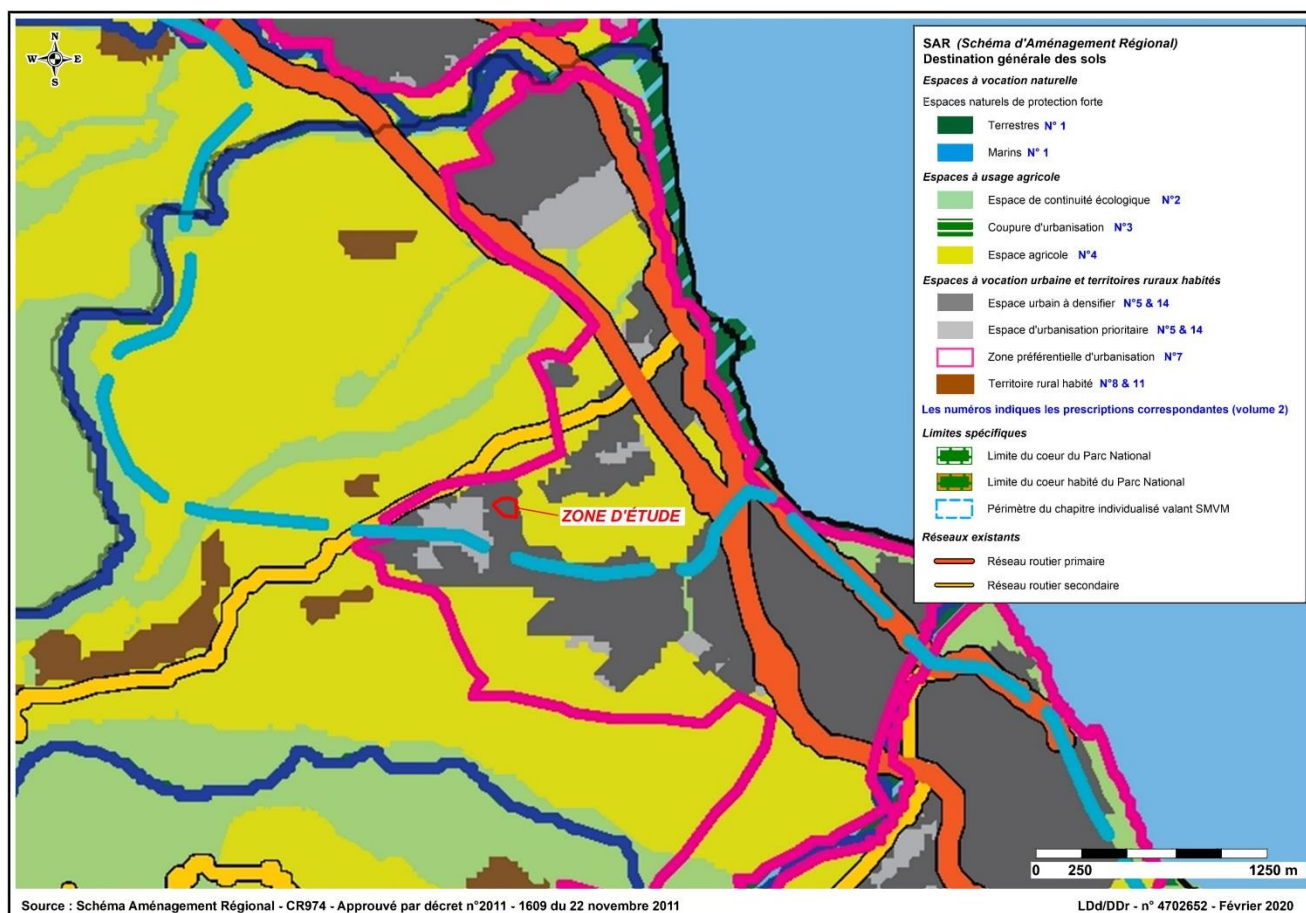 N
W E
S
SAR (Schéma d'Aménagement Régional)
Destination générale des sols
Espaces à vocation naturelle
Espaces naturels de protection forte
Terrestres N° 1
Marins N° 1
Espaces à usage agricole
Espace de continuité écologique N°2
Coupure d'urbanisation N°3
Espace agricole N°4
Espaces à vocation urbaine et territoires ruraux habités
Espace urbain à densifier N°5 & 14
Espace d'urbanisation prioritaire N°5 & 14
Zone préférentielle d'urbanisation N°7
Territoire rural habité N°8 & 11
Les numéros indiques les prescriptions correspondantes (volume 2)
Limites spécifiques
Limite du coeur du Parc National
Limite du coeur habité du Parc National
Périmètre du chapitre individualisé valant SMVM
Réseaux existants
Réseau routier primaire
Réseau routier secondaire
ZONE D'ÉTUDE
0 250 1250 m
Source : Schéma Aménagement Régional - CR974 - Approuvé par décret n°2011 - 1609 du 22 novembre 2011
LDd/DDr - n° 4702652 - Février 2020